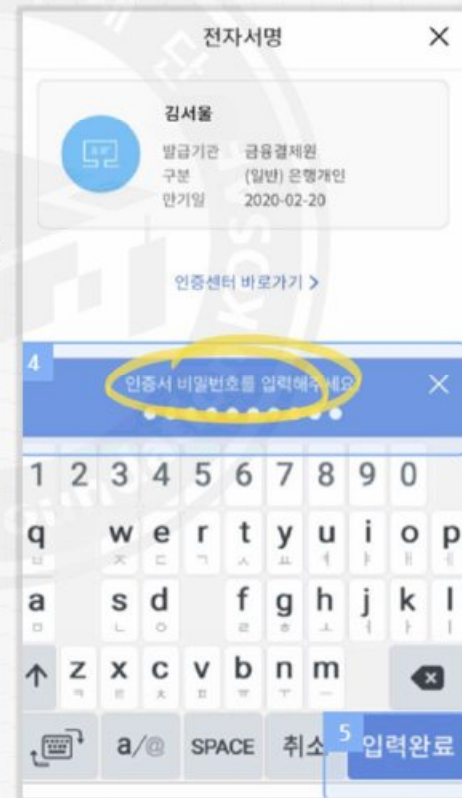 전자서명 ×
김서울
발급기관 금융결제원
구분 (일반) 은행개인
만기일 2020-02-20
인증센터 바로가기 >
4
인증서 비밀번호를 입력해주세요 ×
1 2 3 4 5 6 7 8 9 0
q w e r t y u i o p
ㅂ ㅈ ㄷ ㄱ ㅅ ㅛ ㅕ ㅑ ㅐ ㅔ
a s d f g h j k l
ㅁ ㄴ ㅇ ㄹ ㅎ ㅗ ㅓ ㅏ ㅣ
z x c v b n m
ㅋ ㅌ ㅊ ㅍ ㅠ ㅜ ㅡ
a/@ SPACE 취소 5 입력완료